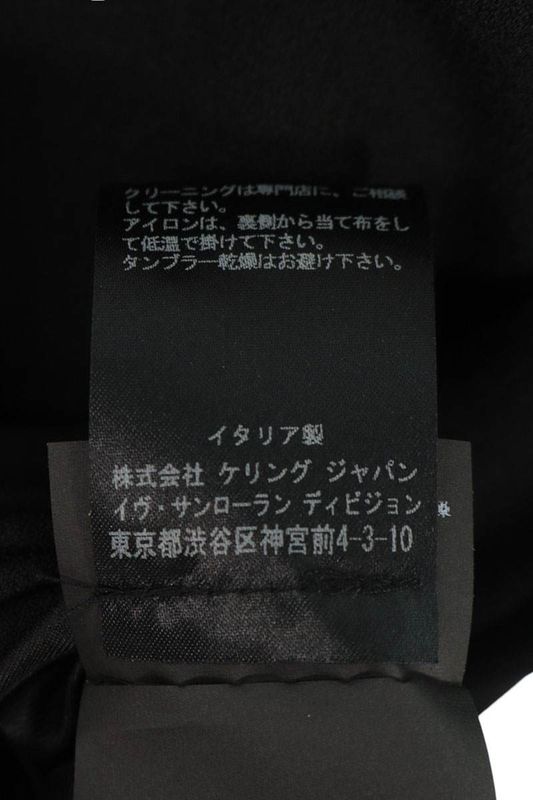 クリーニングは専門店に、ご相談
して下さい。
アイロンは、裏側から当て布をし
て低温で掛けて下さい。
タンブラー乾燥はお避け下さい。
イタリア製
株式会社 ケリング ジャパン
イヴ・サンローラン ディビジョン
東京都渋谷区神宮前4-3-10